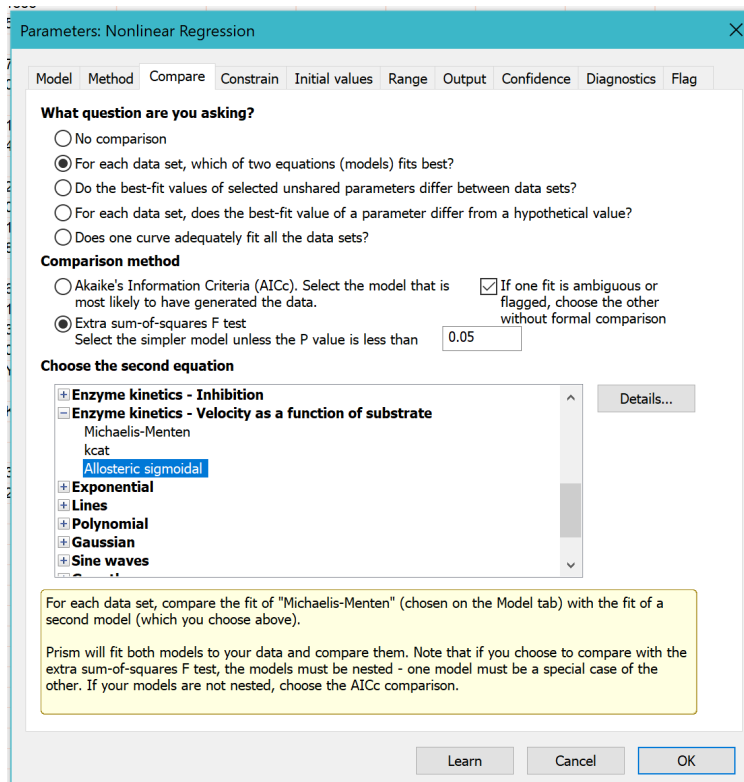 Parameters: Nonlinear Regression
Model Method Compare Constrain Initial values Range Output Confidence Diagnostics Flag
What question are you asking?
No comparison
For each data set, which of two equations (models) fits best?
Do the best-fit values of selected unshared parameters differ between data sets?
For each data set, does the best-fit value of a parameter differ from a hypothetical value?
Does one curve adequately fit all the data sets?
Comparison method
Akaike's Information Criteria (AICc). Select the model that is
most likely to have generated the data.
If one fit is ambiguous or
flagged, choose the other
without formal comparison
Extra sum-of-squares F test
Select the simpler model unless the P value is less than 0.05
Choose the second equation
Enzyme kinetics - Inhibition
Enzyme kinetics - Velocity as a function of substrate
Michaelis-Menten
kcat
Allosteric sigmoidal
Exponential
Lines
Polynomial
Gaussian
Sine waves
Details...
For each data set, compare the fit of "Michaelis-Menten" (chosen on the Model tab) with the fit of a
second model (which you choose above).
Prism will fit both models to your data and compare them. Note that if you choose to compare with the
extra sum-of-squares F test, the models must be nested - one model must be a special case of the
other. If your models are not nested, choose the AICc comparison.
Learn Cancel OK